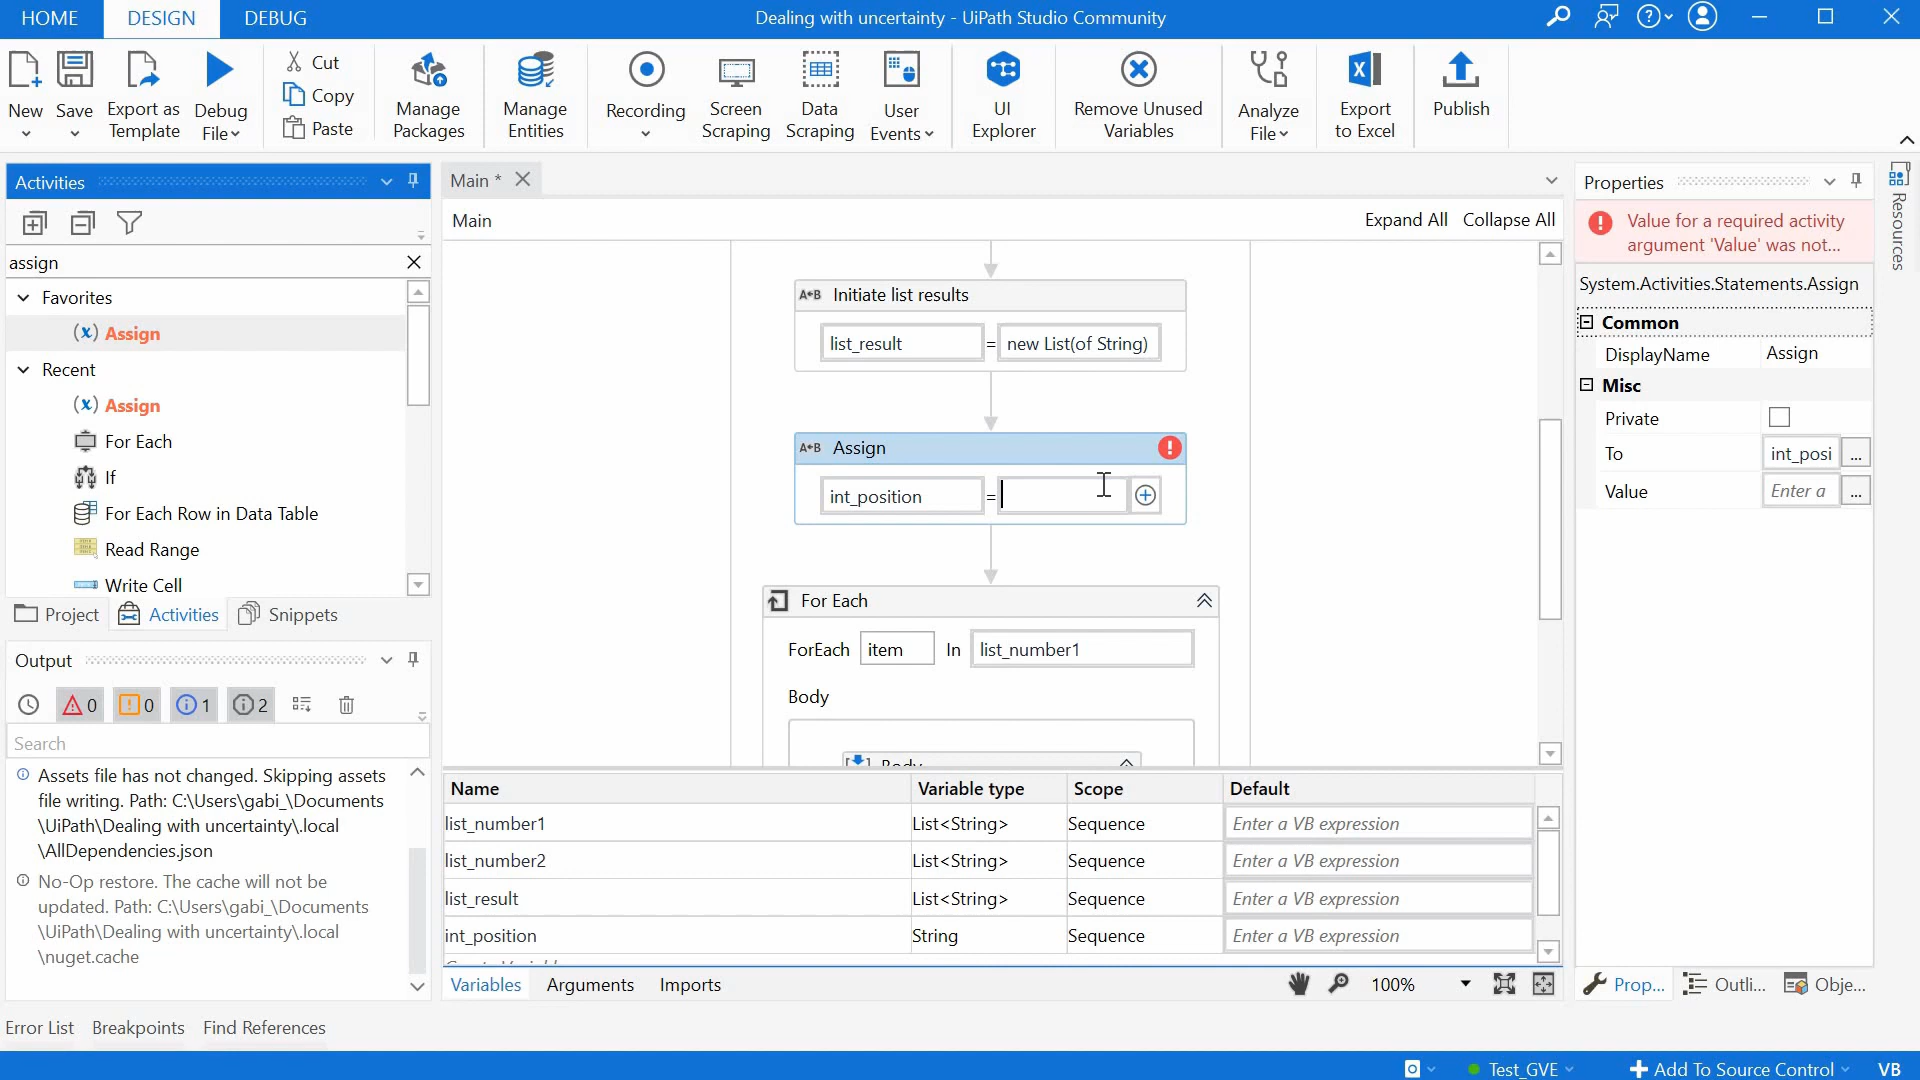 HOME DESIGN DEBUG Dealing with uncertainty - UiPath Studio Community
New Save Export as Template Debug File Cut Copy Paste Manage Packages Manage Entities Recording Screen Scraping Data Scraping User Events UI Explorer Remove Unused Variables Analyze File Export to Excel Publish
Activities
assign
Favorites
(x) Assign
Recent
(x) Assign
For Each
If
For Each Row in Data Table
Read Range
Write Cell
Project Activities Snippets
Output
0 0 1 2
Search
Assets file has not changed. Skipping assets
file writing. Path: C:\Users\gabi_\Documents
\UiPath\Dealing with uncertainty\.local
\AllDependencies.json
No-Op restore. The cache will not be
updated. Path: C:\Users\gabi_\Documents
\UiPath\Dealing with uncertainty\.local
\nuget.cache
Main *
Main Expand All Collapse All
A+B Initiate list results
list_result = new List(of String)
A+B Assign
int_position =
For Each
ForEach item In list_number1
Body
Body
Name Variable type Scope Default
list_number1 List<String> Sequence Enter a VB expression
list_number2 List<String> Sequence Enter a VB expression
list_result List<String> Sequence Enter a VB expression
int_position String Sequence Enter a VB expression
Variables Arguments Imports 100%
Properties
Value for a required activity
argument 'Value' was not...
System.Activities.Statements.Assign
Common
DisplayName Assign
Misc
Private
To int_posi ...
Value Enter a ...
Prop... Outli... Obje...
Resources
Error List Breakpoints Find References
Test_GVE Add To Source Control VB